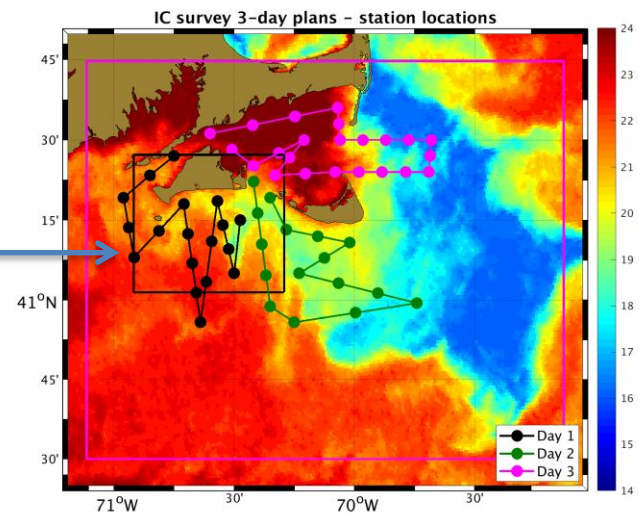 IC survey 3-day plans – station locations
45'
30'
15'
41°N
45'
30'
71°W
30'
70°W
30'
24
23
22
21
20
19
18
17
16
15
14
Day 1
Day 2
Day 3